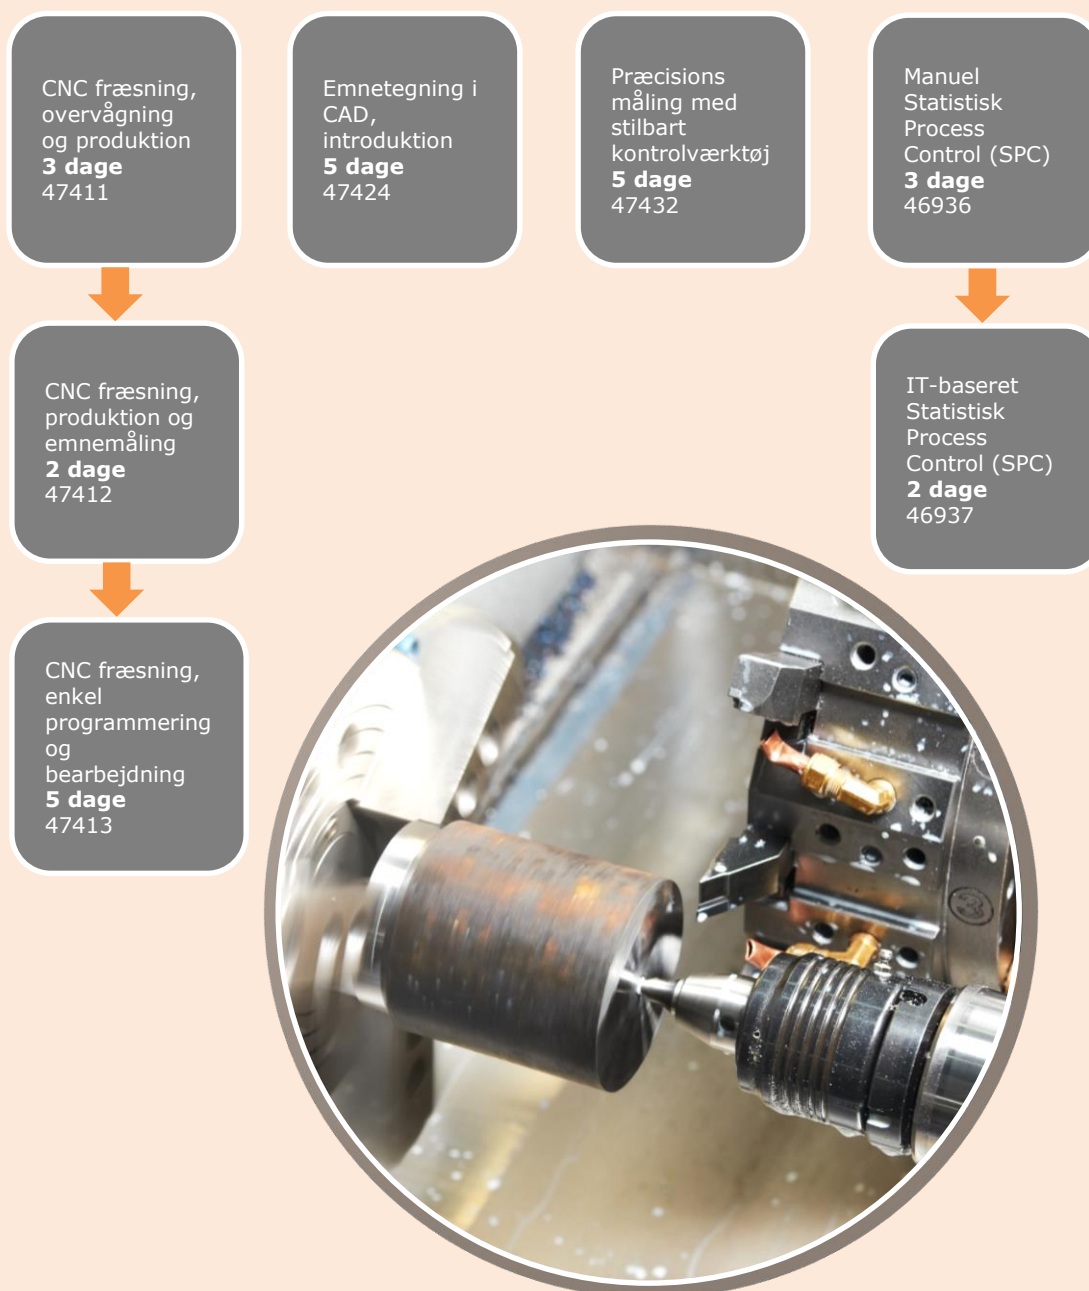 CNC fræsning,
overvågning
og produktion
3 dage
47411
Emnetegning i
CAD,
introduktion
5 dage
47424
Præcisions
måling med
stilbart
kontrolværktøj
5 dage
47432
Manuel
Statistisk
Process
Control (SPC)
3 dage
46936
CNC fræsning,
produktion og
emnemåling
2 dage
47412
IT-baseret
Statistisk
Process
Control (SPC)
2 dage
46937
CNC fræsning,
enkel
programmering
og
bearbejdning
5 dage
47413
3